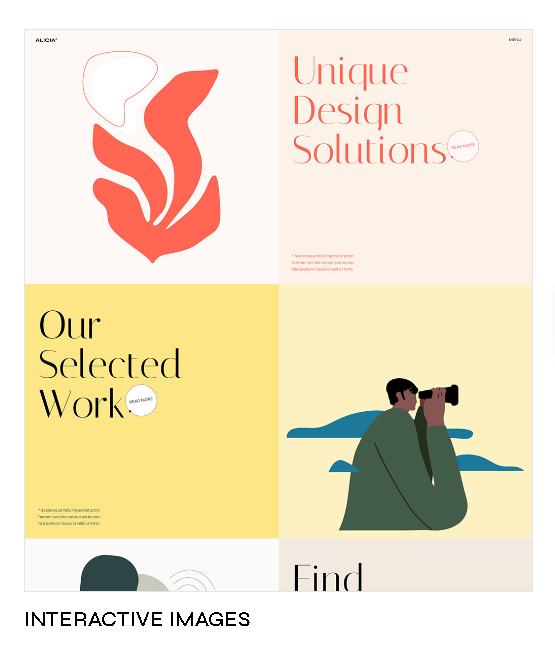 ALICIA*
MENU
Unique
Design
Solutions.
READ MORE
Our
Selected
Work.
READ MORE
Find
INTERACTIVE IMAGES